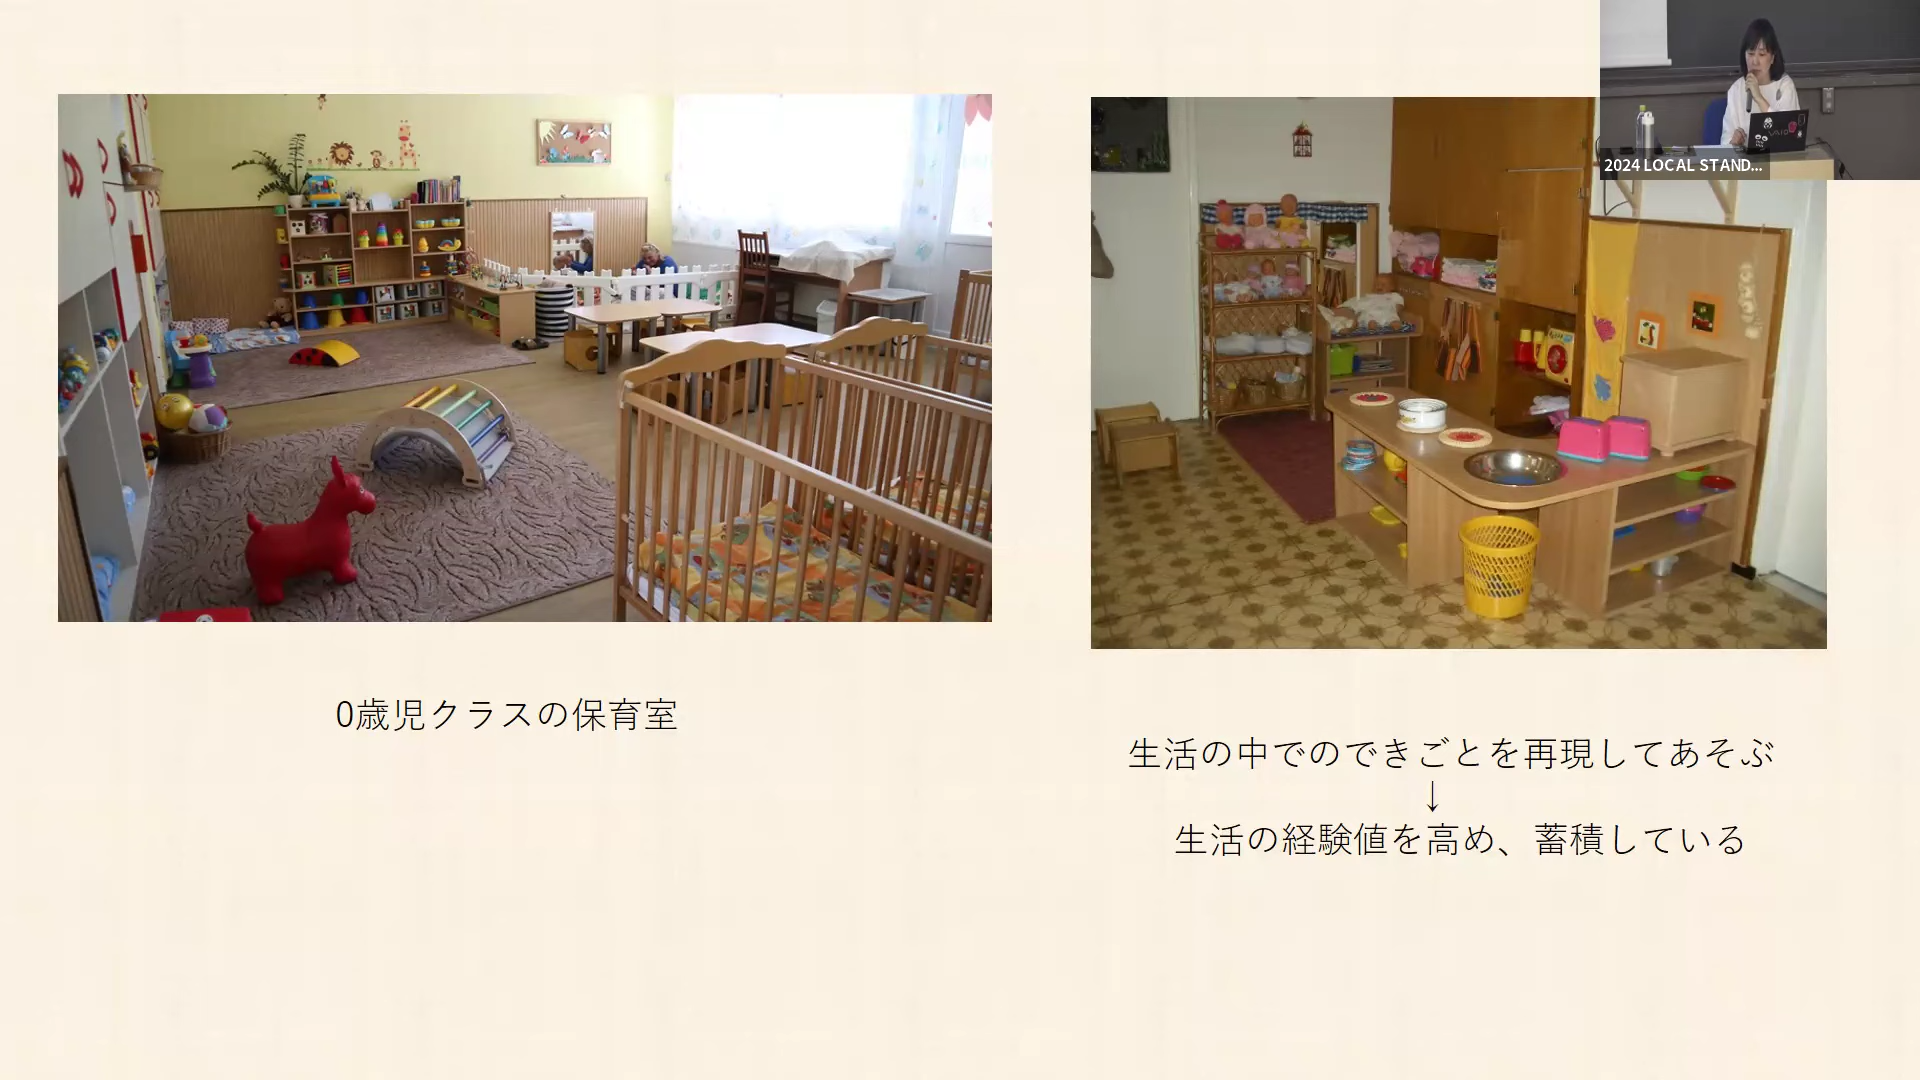 2024 LOCAL STAND...
VAIO
0歳児クラスの保育室
生活の中でのできごとを再現してあそぶ
↓
生活の経験値を高め、蓄積している